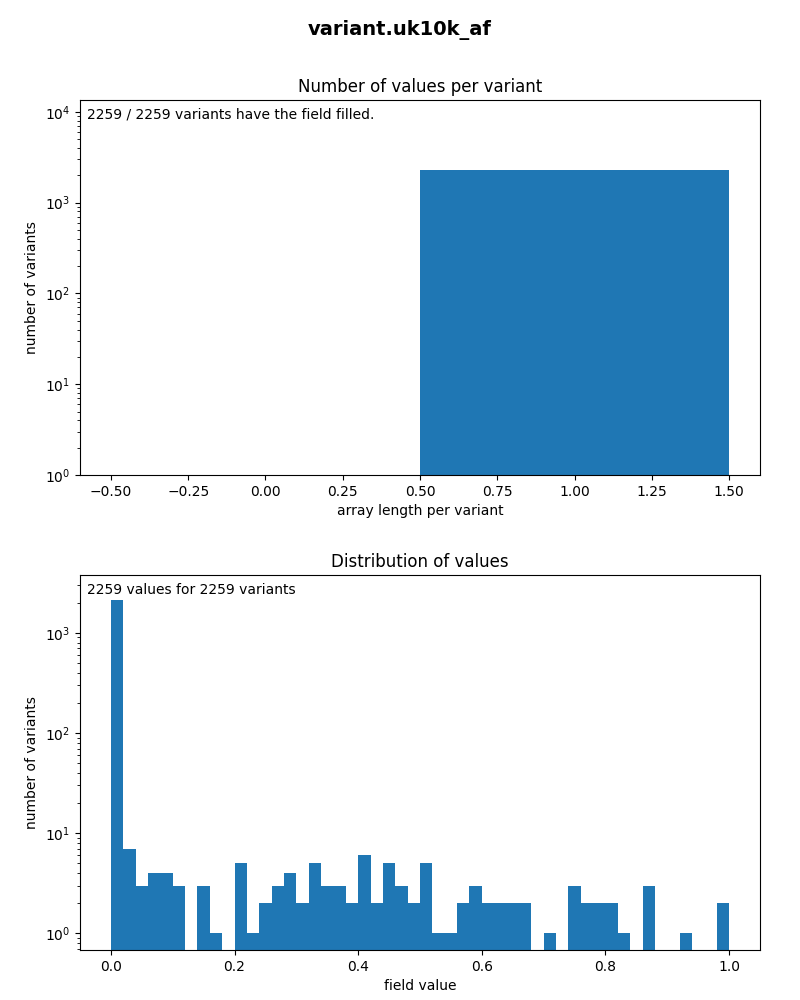 variant.uk10k_af
Number of values per variant
2259 / 2259 variants have the field filled.
10⁴
10³
10²
10¹
10⁰
number of variants
−0.50 −0.25 0.00 0.25 0.50 0.75 1.00 1.25 1.50
array length per variant
Distribution of values
2259 values for 2259 variants
10³
10²
10¹
10⁰
number of variants
0.0 0.2 0.4 0.6 0.8 1.0
field value